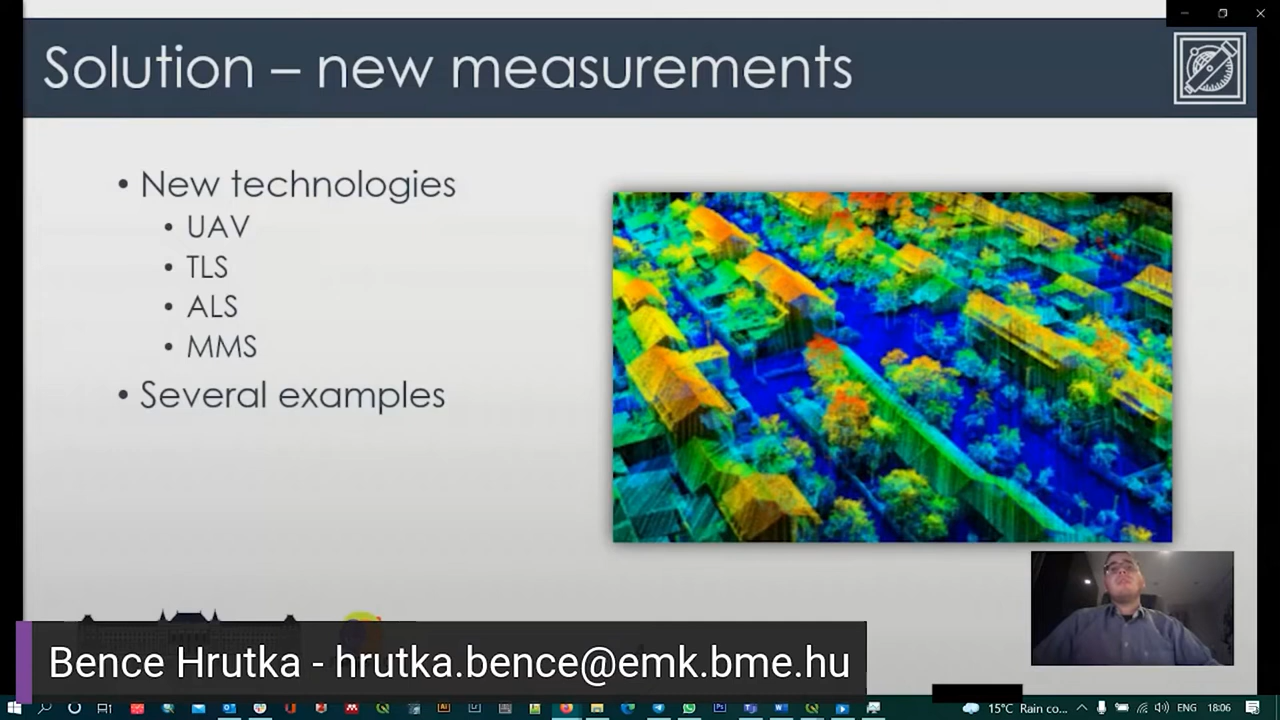 Solution – new measurements
• New technologies
• UAV
• TLS
• ALS
• MMS
• Several examples
Bence Hrutka - hrutka.bence@emk.bme.hu
15°C Rain co... ENG 18:06